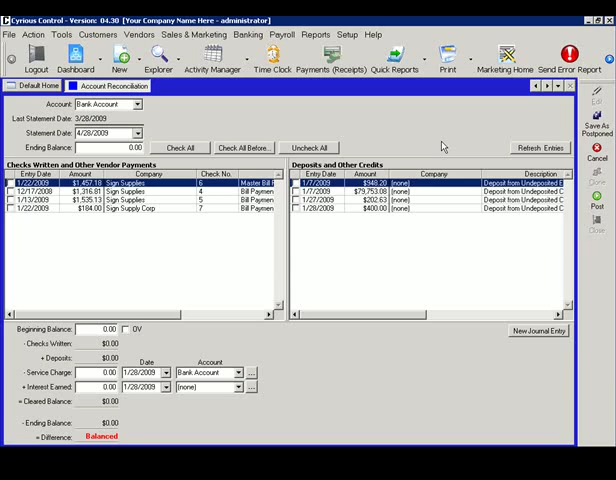 Cyrious Control - Version: 04.30 [Your Company Name Here - administrator]
File Action Tools Customers Vendors Sales & Marketing Banking Payroll Reports Setup Help
Logout Dashboard New Explorer Activity Manager Time Clock Payments (Receipts) Quick Reports Print Marketing Home Send Error Report
Default Home Account Reconciliation
Account: Bank Account
Last Statement Date: 3/28/2009
Statement Date: 4/28/2009
Ending Balance: 0.00 Check All Check All Before... Uncheck All Refresh Entries
Edit
Save As Postponed
Cancel
Clone
Post
Close
Checks Written and Other Vendor Payments
Entry Date Amount Company Check No.
1/22/2009 $1,457.18 Sign Supplies 6 Master Bill P
12/17/2008 $1,316.81 Sign Supplies 4 Bill Paymen
1/13/2009 $1,535.13 Sign Supplies 5 Bill Paymen
1/22/2009 $184.00 Sign Supply Corp 7 Bill Paymen
Deposits and Other Credits
Entry Date Amount Company Description
1/7/2009 $948.20 [none] Deposit from Undeposited
1/7/2009 $79,753.08 [none] Deposit from Undeposited C
1/27/2009 $202.63 [none] Deposit from Undeposited C
1/28/2009 $400.00 [none] Deposit from Undeposited C
Beginning Balance: 0.00 OV New Journal Entry
- Checks Written: $0.00
+ Deposits: $0.00 Date Account
- Service Charge: 0.00 1/28/2009 Bank Account ...
+ Interest Earned: 0.00 1/28/2009 (none) ...
= Cleared Balance: $0.00
- Ending Balance: $0.00
= Difference: Balanced